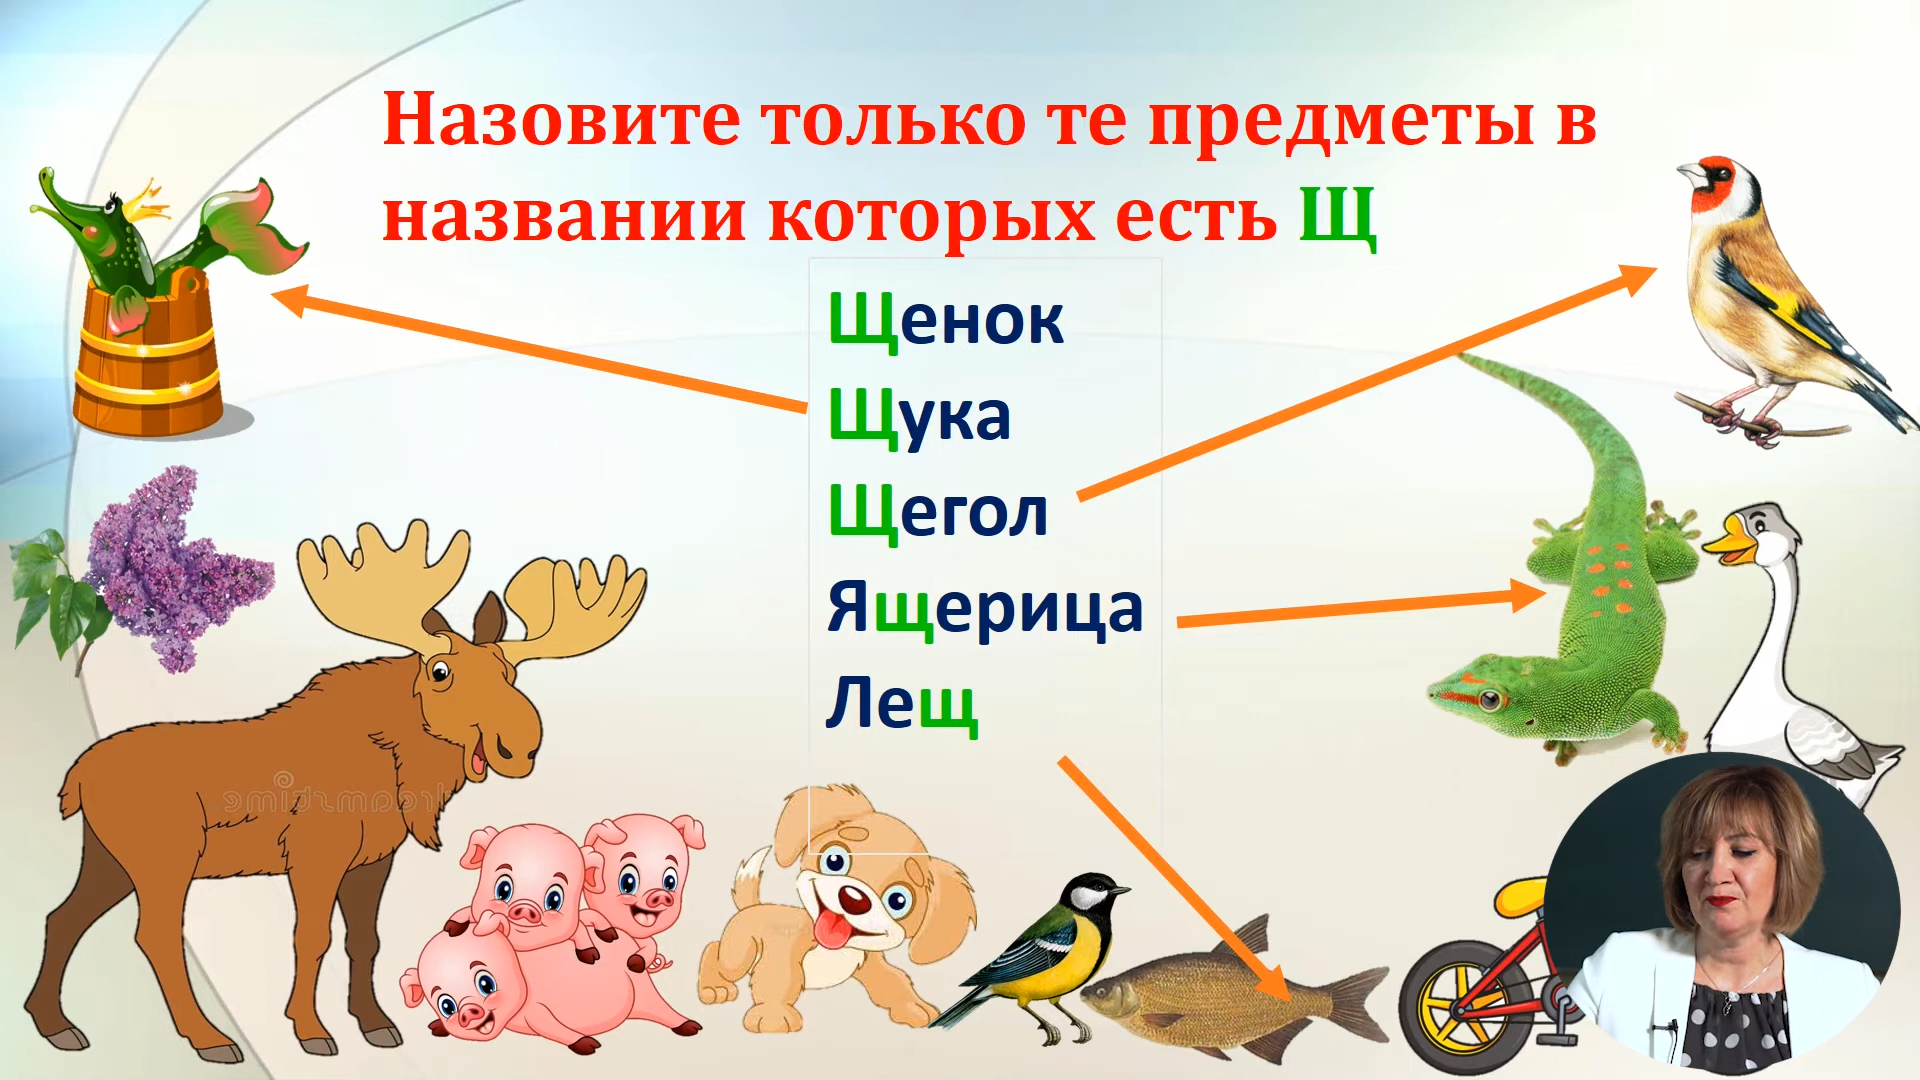 Назовите только те предметы в
названии которых есть Щ
Щенок
Щука
Щегол
Ящерица
Лещ